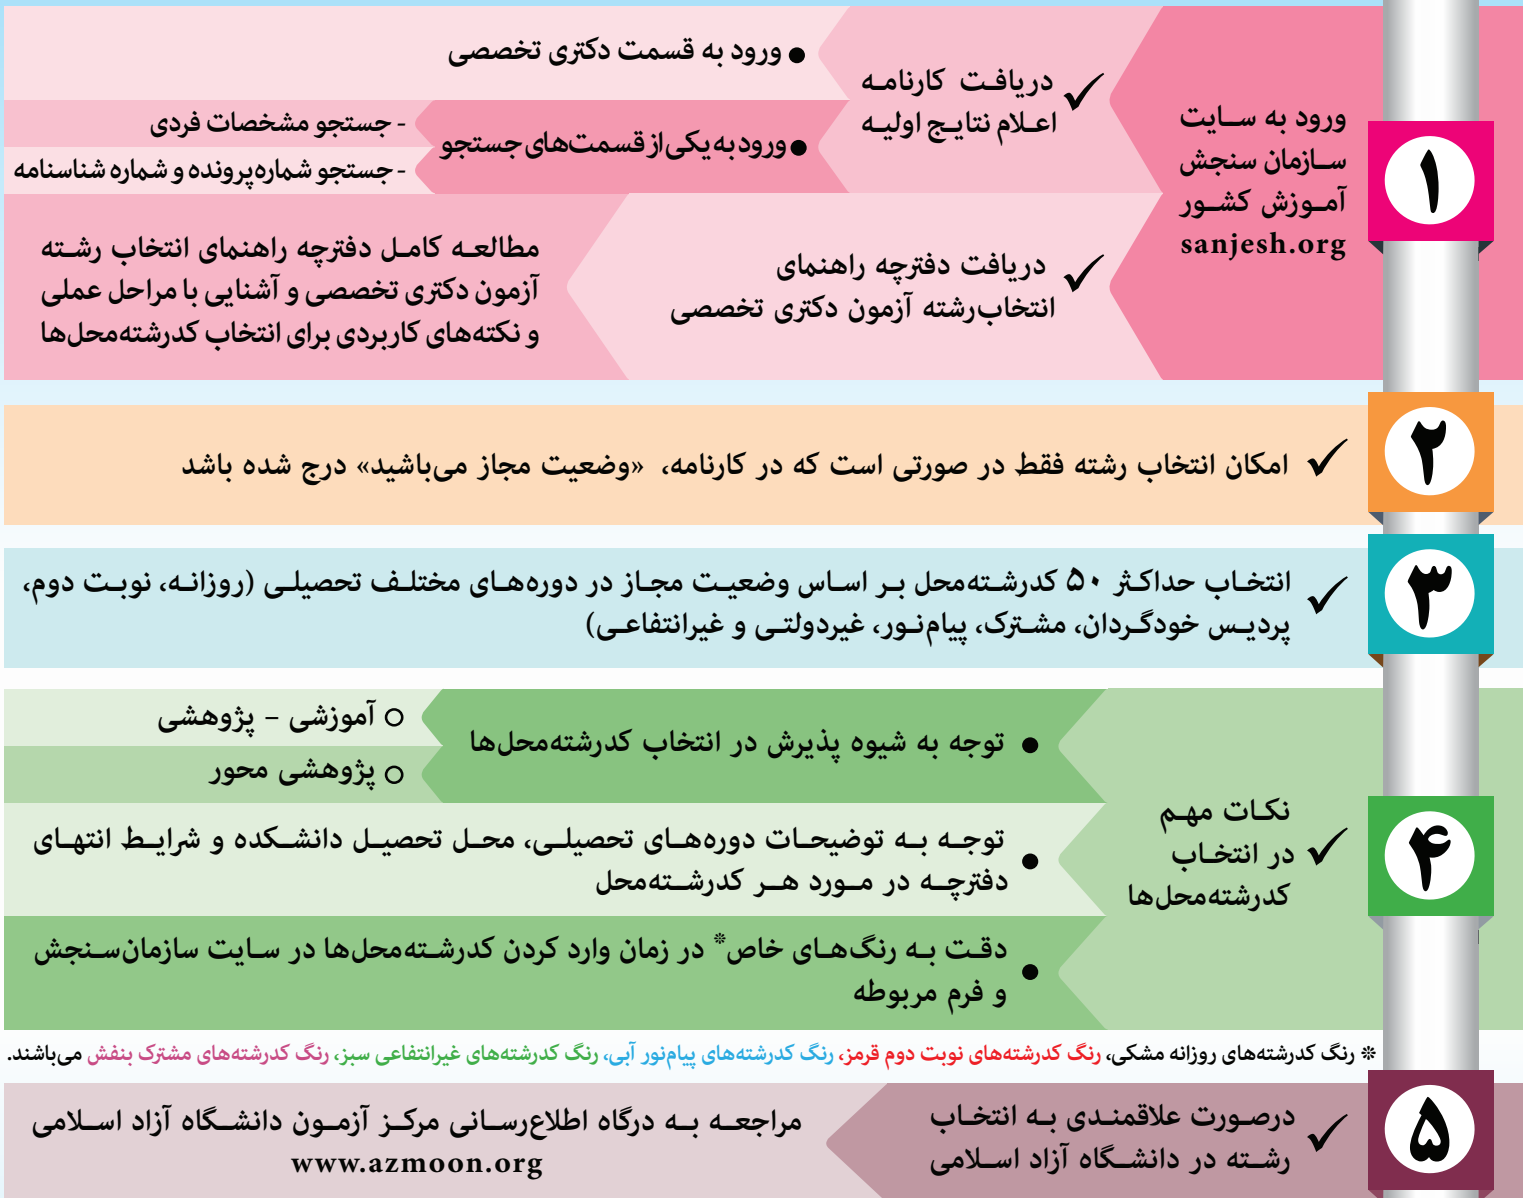 ۱
ورود به سایت
سازمان سنجش
آموزش کشور
sanjesh.org
دریافت کارنامه
اعلام نتایج اولیه
● ورود به قسمت دکتری تخصصی
● ورود به یکی از قسمت‌های جستجو
- جستجو مشخصات فردی
- جستجو شماره‌پرونده و شماره شناسنامه
دریافت دفترچه راهنمای
انتخاب‌رشته آزمون دکتری تخصصی
مطالعه کامل دفترچه راهنمای انتخاب رشته
آزمون دکتری تخصصی و آشنایی با مراحل عملی
و نکته‌های کاربردی برای انتخاب کدرشته‌محل‌ها
۲
امکان انتخاب رشته فقط در صورتی است که در کارنامه، «وضعیت مجاز می‌باشید» درج شده باشد
۳
انتخاب حداکثر ۵۰ کدرشته‌محل بر اساس وضعیت مجاز در دوره‌های مختلف تحصیلی (روزانه، نوبت دوم،
پردیس خودگردان، مشترک، پیام‌نور، غیردولتی و غیرانتفاعی)
۴
نکات مهم
در انتخاب
کدرشته‌محل‌ها
● توجه به شیوه پذیرش در انتخاب کدرشته‌محل‌ها
○ آموزشی - پژوهشی
○ پژوهشی محور
● توجه به توضیحات دوره‌های تحصیلی، محل تحصیل دانشکده و شرایط انتهای
دفترچه در مورد هر کدرشته‌محل
● دقت به رنگ‌های خاص* در زمان وارد کردن کدرشته‌محل‌ها در سایت سازمان‌سنجش
و فرم مربوطه
* رنگ کدرشته‌های روزانه مشکی، رنگ کدرشته‌های نوبت دوم قرمز، رنگ کدرشته‌های پیام‌نور آبی، رنگ کدرشته‌های غیرانتفاعی سبز، رنگ کدرشته‌های مشترک بنفش می‌باشند.
۵
درصورت علاقمندی به انتخاب
رشته در دانشگاه آزاد اسلامی
مراجعه به درگاه اطلاع‌رسانی مرکز آزمون دانشگاه آزاد اسلامی
www.azmoon.org